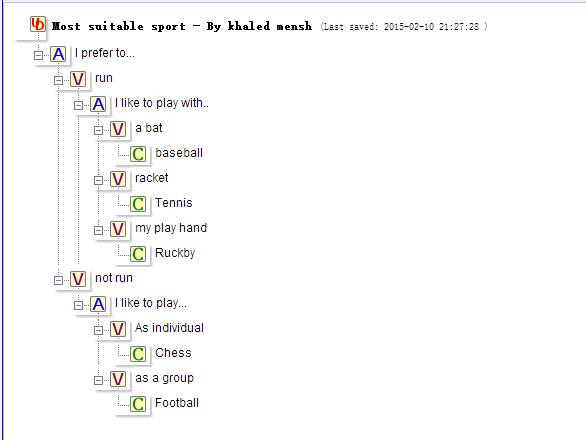 UD Most suitable sport - By khaled mensh (Last saved: 2015-02-10 21:27:28 )
A I prefer to...
V run
A I like to play with..
V a bat
C baseball
V racket
C Tennis
V my play hand
C Ruckby
V not run
A I like to play...
V As individual
C Chess
V as a group
C Football